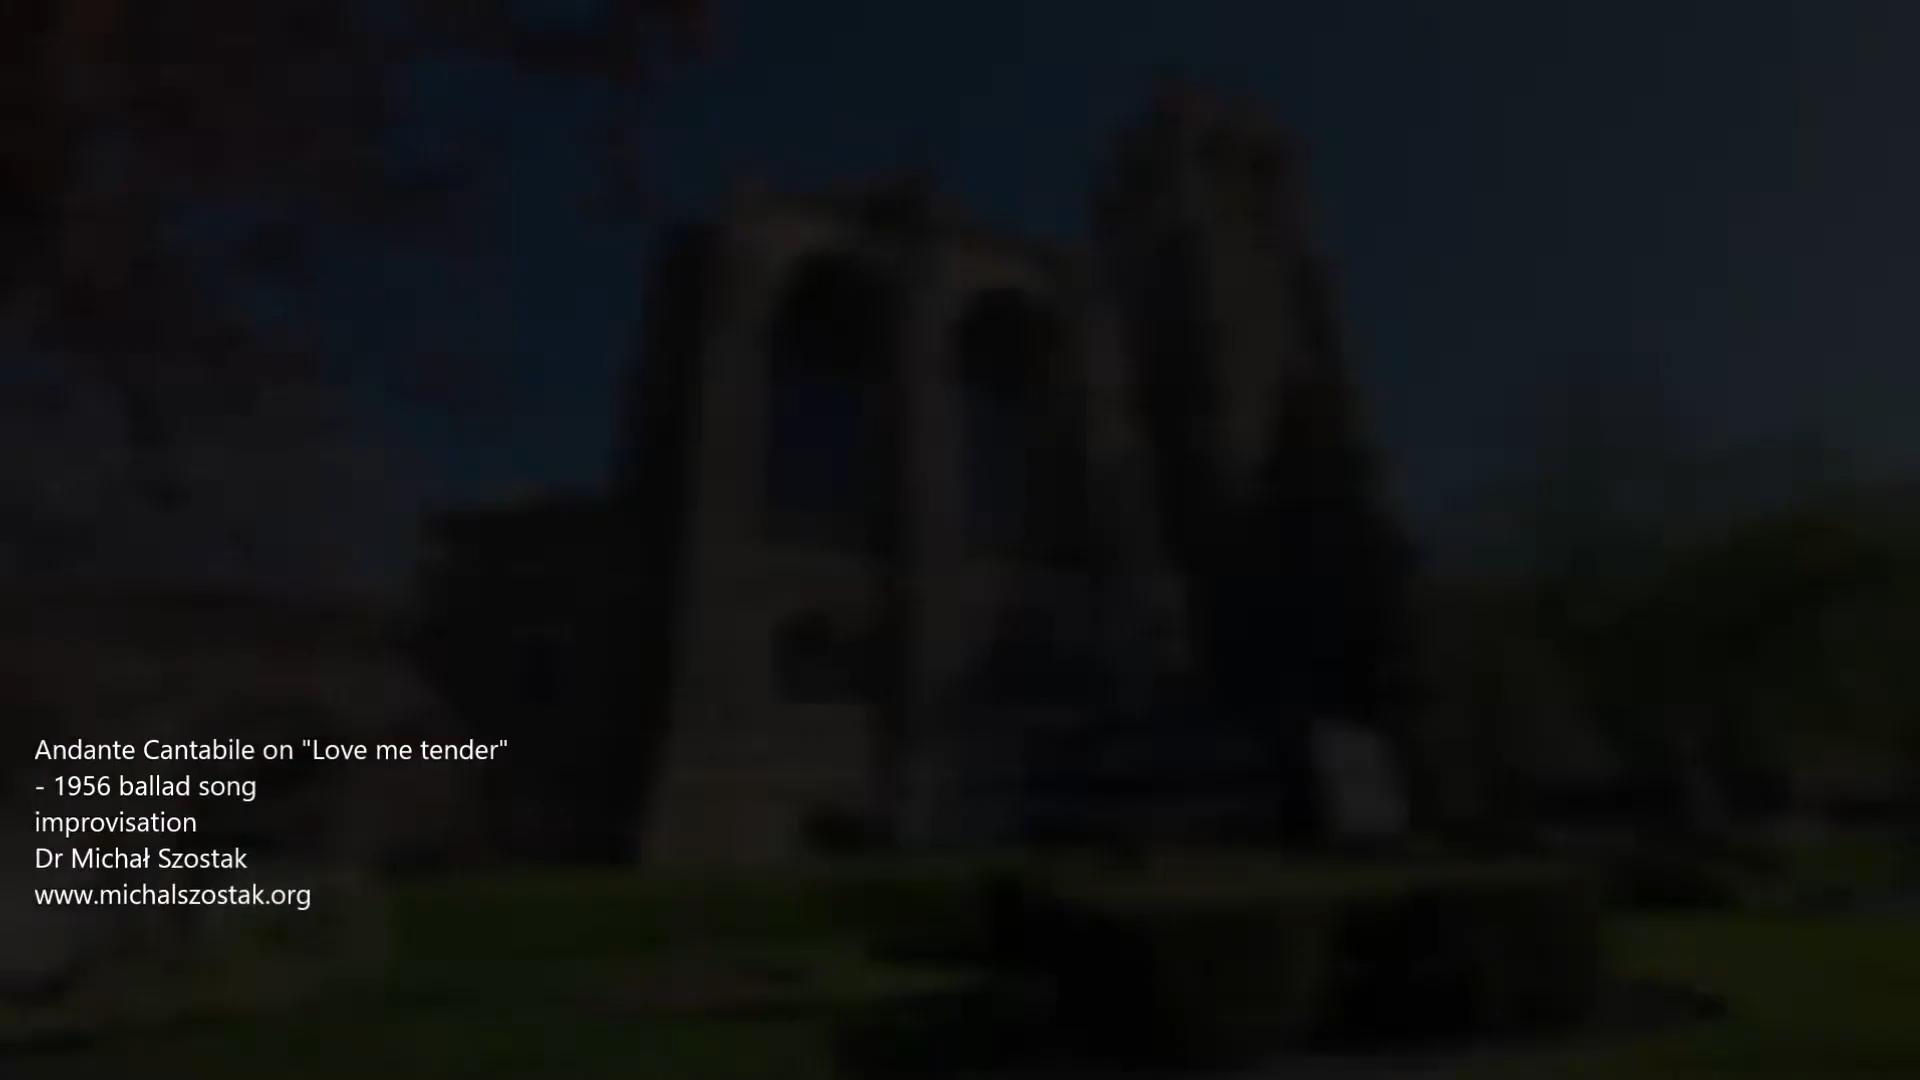 Andante Cantabile on "Love me tender"
- 1956 ballad song
improvisation
Dr Michał Szostak
www.michalszostak.org